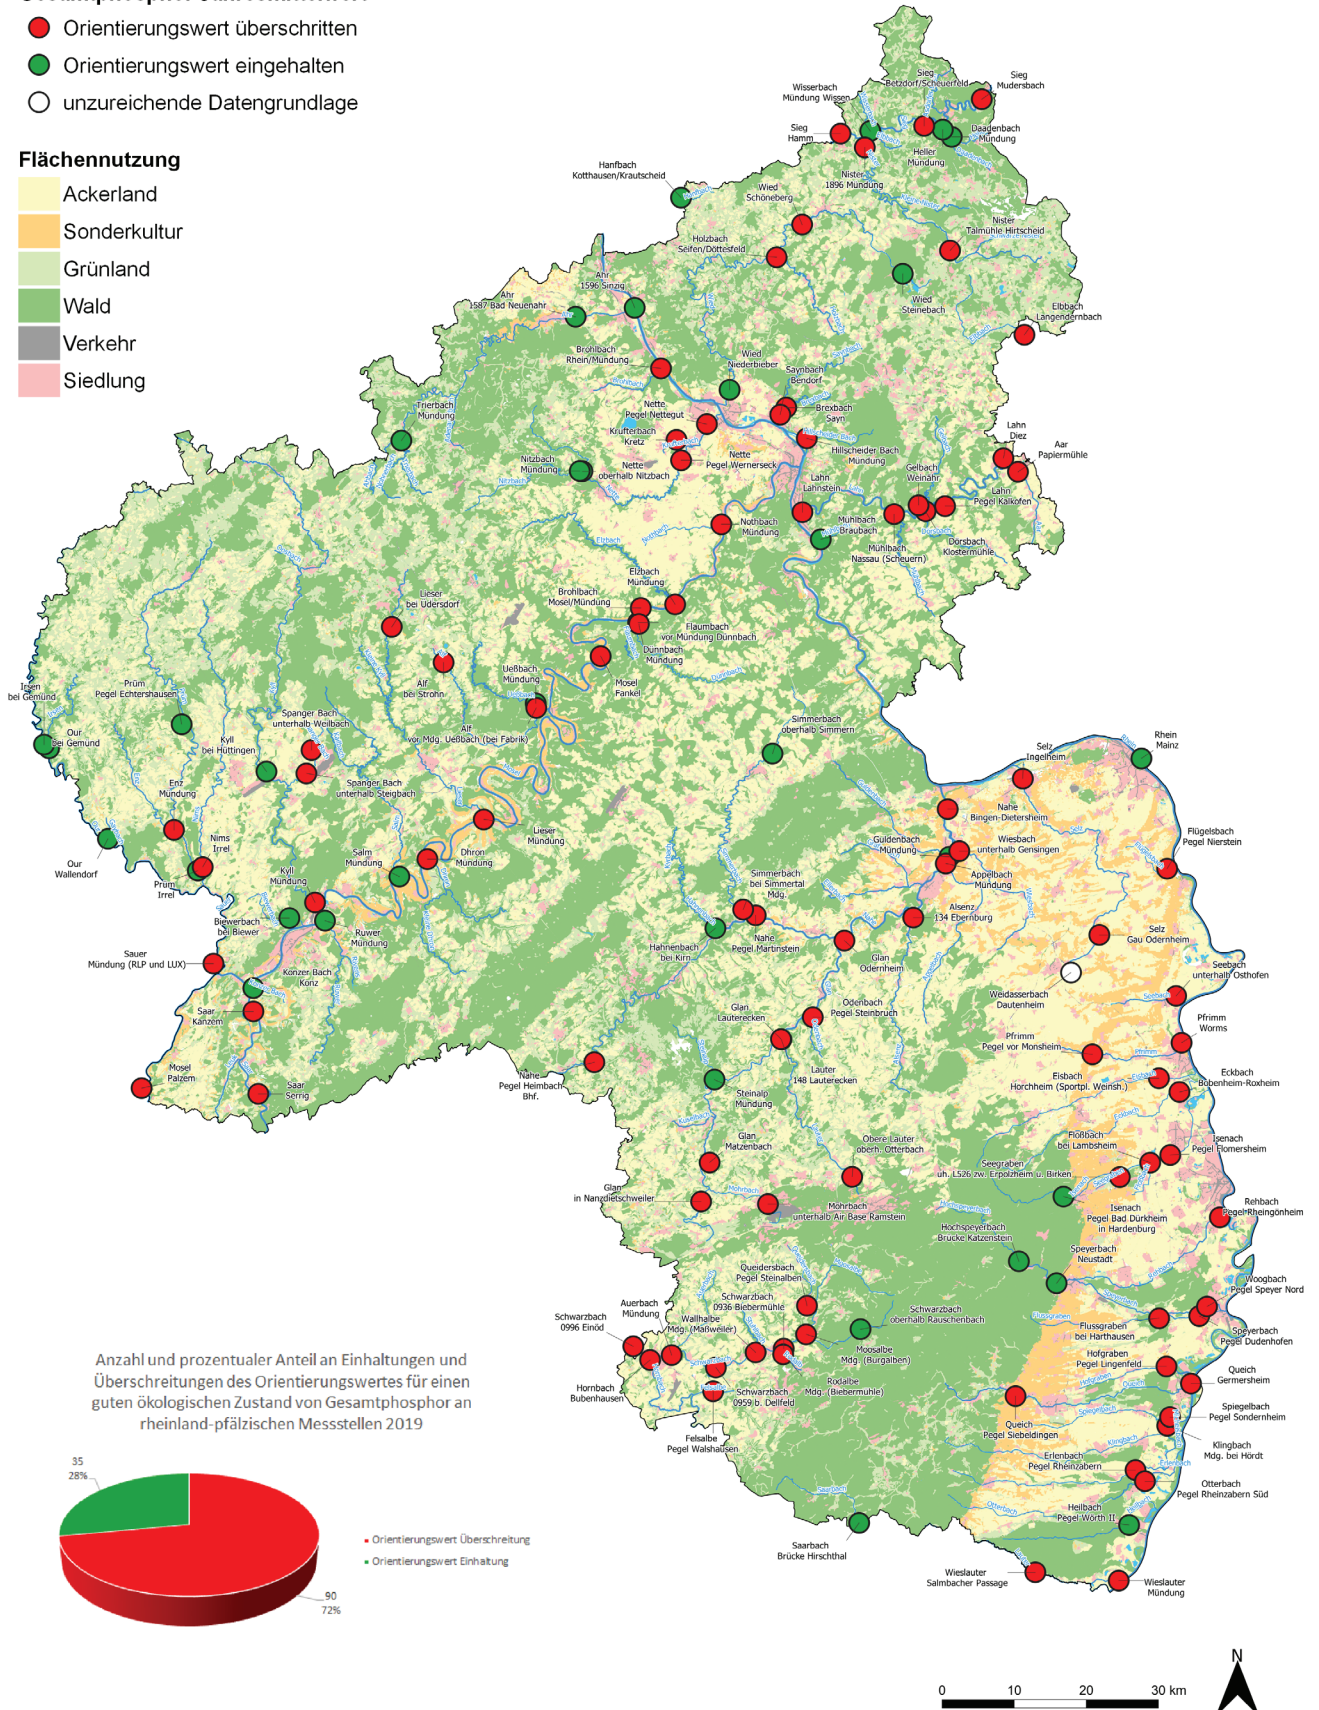 Orientierungswert überschritten
Orientierungswert eingehalten
unzureichende Datengrundlage
Flächennutzung
Ackerland
Sonderkultur
Grünland
Wald
Verkehr
Siedlung
Sieg
Betzdorf/Scheuerfeld
Sieg
Mudersbach
Wisserbach
Mündung Wissen
Sieg
Hamm
Daadenbach
Mündung
Heller
Mündung
Nister
1896 Mündung
Hanfbach
Kotthausen/Krautscheid
Wied
Schöneberg
Nister
Talmühle Hirtscheid
Holzbach
Seifen/Döttesfeld
Wied
Steinebach
Elbbach
Langendernbach
Ahr
1596 Sinzig
Ahr
1587 Bad Neuenahr
Brohlbach
Rhein/Mündung
Wied
Niederbieber
Saynbach
Bendorf
Brexbach
Sayn
Nette
Pegel Nettegut
Trierbach
Mündung
Krufterbach
Kretz
Nette
Pegel Wernerseck
Hillscheider Bach
Mündung
Lahn
Diez
Aar
Papiermühle
Nitzbach
Mündung
Nette
oberhalb Nitzbach
Lahn
Lahnstein
Gelbach
Weinähr
Lahn
Pegel Kalkofen
Nothbach
Mündung
Mühlbach
Braubach
Mühlbach
Nassau (Scheuern)
Dörsbach
Klostermühle
Elzbach
Mündung
Brohlbach
Mosel/Mündung
Lieser
bei Udersdorf
Flaumbach
vor Mündung Dünnbach
Dünnbach
Mündung
Ueßbach
Mündung
Alf
bei Strohn
Mosel
Fankel
Irsen
bei Gemünd
Prüm
Pegel Echtershausen
Spanger Bach
unterhalb Weilbach
Our
bei Gemünd
Kyll
bei Hüttingen
Alf
vor Mdg. Ueßbach (bei Fabrik)
Simmerbach
oberhalb Simmern
Rhein
Mainz
Selz
Ingelheim
Enz
Mündung
Spanger Bach
unterhalb Steigbach
Nahe
Bingen-Dietersheim
Lieser
Mündung
Nims
Irrel
Our
Wallendorf
Salm
Mündung
Dhron
Mündung
Guldenbach
Mündung
Wiesbach
unterhalb Gensingen
Flügelsbach
Pegel Nierstein
Prüm
Irrel
Kyll
Mündung
Simmerbach
bei Simmertal
Mdg.
Appelbach
Mündung
Biewerbach
bei Biewer
Ruwer
Mündung
Alsenz
134 Ebernburg
Selz
Gau Odernheim
Sauer
Mündung (RLP und LUX)
Hahnenbach
bei Kirn
Nahe
Pegel Martinstein
Glan
Odernheim
Konzer Bach
Konz
Seebach
unterhalb Osthofen
Weidasserbach
Dautenheim
Saar
Kanzem
Glan
Lauterecken
Odenbach
Pegel Steinbruch
Pfrimm
Worms
Pfrimm
Pegel vor Monsheim
Mosel
Palzem
Saar
Serrig
Nahe
Pegel Heimbach
Bhf.
Lauter
148 Lauterecken
Eisbach
Horchheim (Sportpl. Weinsh.)
Eckbach
Bobenheim-Roxheim
Steinalp
Mündung
Glan
Matzenbach
Obere Lauter
oberh. Otterbach
Floßbach
bei Lambsheim
Isenach
Pegel Flomersheim
Seegraben
uh. L526 zw. Erpolzheim u. Birken
Glan
in Nanzdietschweiler
Mohrbach
unterhalb Air Base Ramstein
Isenach
Pegel Bad Dürkheim
in Hardenburg
Rehbach
Pegel Rheingönheim
Hochspeyerbach
Brücke Katzenstein
Speyerbach
Neustadt
Queidersbach
Pegel Steinalben
Woogbach
Pegel Speyer Nord
Schwarzbach
0936 Biebermühle
Auerbach
Mündung
Schwarzbach
0996 Einöd
Wallhalbe
Mdg. (Maßweiler)
Schwarzbach
oberhalb Rauschenbach
Flussgraben
bei Harthausen
Speyerbach
Pegel Dudenhofen
Moosalbe
Mdg. (Burgalben)
Hofgraben
Pegel Lingenfeld
Queich
Germersheim
Hornbach
Bubenhausen
Schwarzbach
0959 b. Dellfeld
Rodalbe
Mdg. (Biebermühle)
Queich
Pegel Siebeldingen
Spiegelbach
Pegel Sondernheim
Felsalbe
Pegel Walshausen
Klingbach
Mdg. bei Hördt
Erlenbach
Pegel Rheinzabern
Otterbach
Pegel Rheinzabern Süd
Heilbach
Pegel Wörth II
Saarbach
Brücke Hirschthal
Wieslauter
Salmbacher Passage
Wieslauter
Mündung
Anzahl und prozentualer Anteil an Einhaltungen und
Überschreitungen des Orientierungswertes für einen
guten ökologischen Zustand von Gesamtphosphor an
rheinland-pfälzischen Messstellen 2019
35
28%
90
72%
Orientierungswert Überschreitung
Orientierungswert Einhaltung
0 10 20 30 km
N